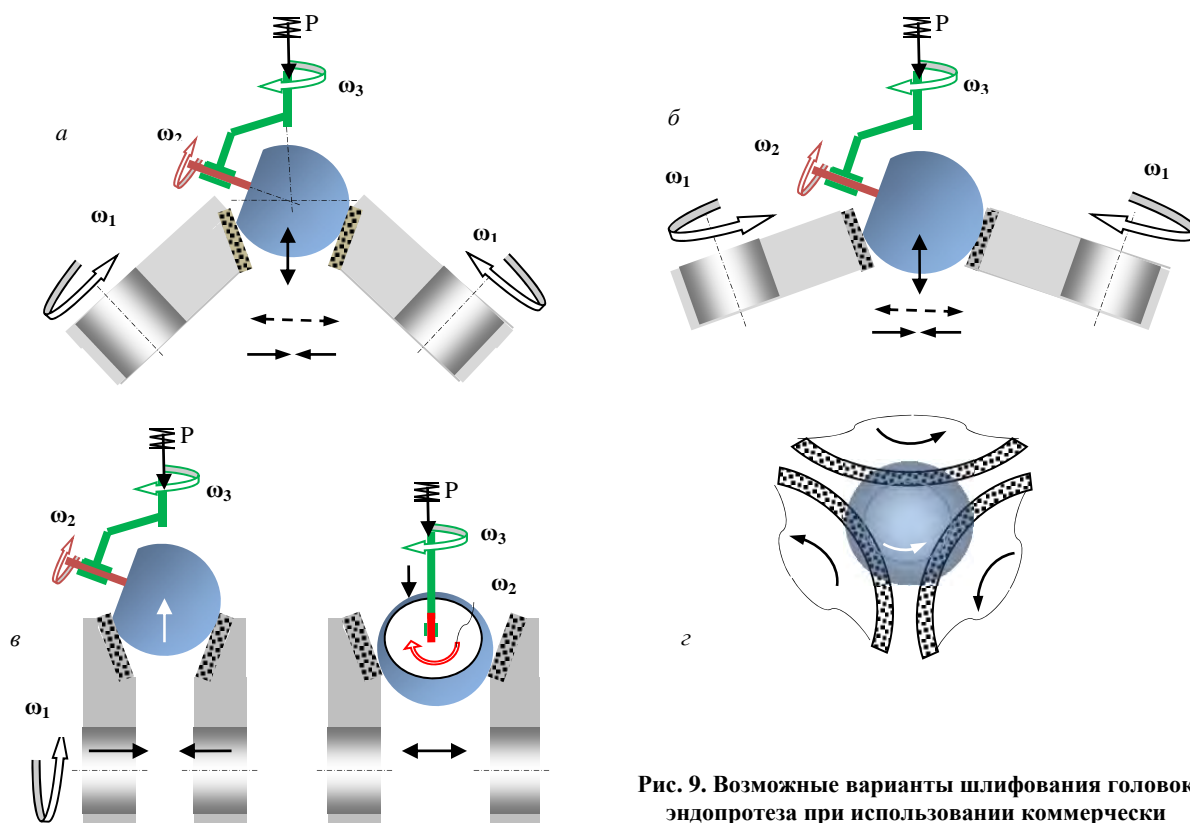 P
ω₃
а
ω₂
ω₁
ω₁
P
ω₃
б
ω₂
ω₁
ω₁
P
ω₃
ω₂
в
ω₁
P
ω₃
ω₂
г
Рис. 9. Возможные варианты шлифования головок
эндопротеза при использовании коммерчески